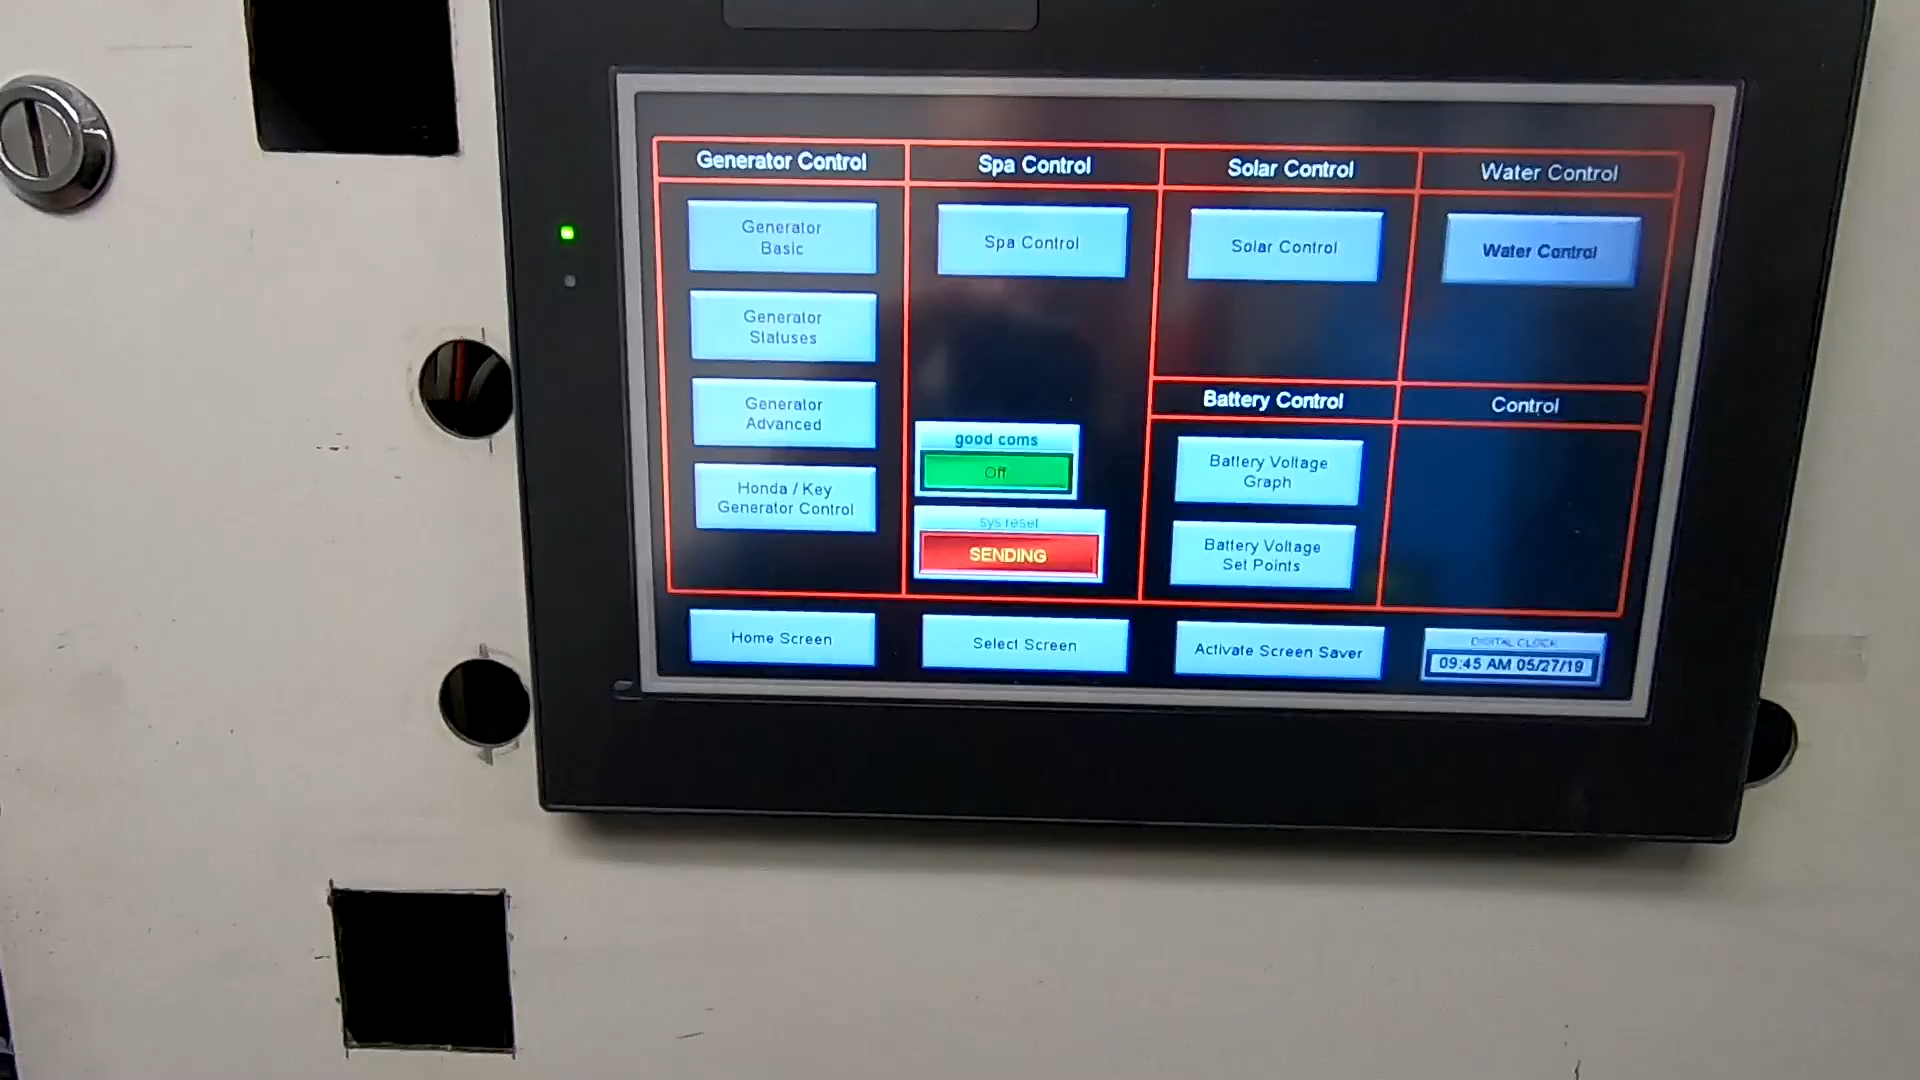 Generator Control
Spa Control
Solar Control
Water Control
Generator
Basic
Spa Control
Solar Control
Water Control
Generator
Statuses
Generator
Advanced
Battery Control
Control
good coms
Off
Battery Voltage
Graph
Honda / Key
Generator Control
sys reset
SENDING
Battery Voltage
Set Points
Home Screen
Select Screen
Activate Screen Saver
DIGITAL CLOCK
09:45 AM 05/27/19